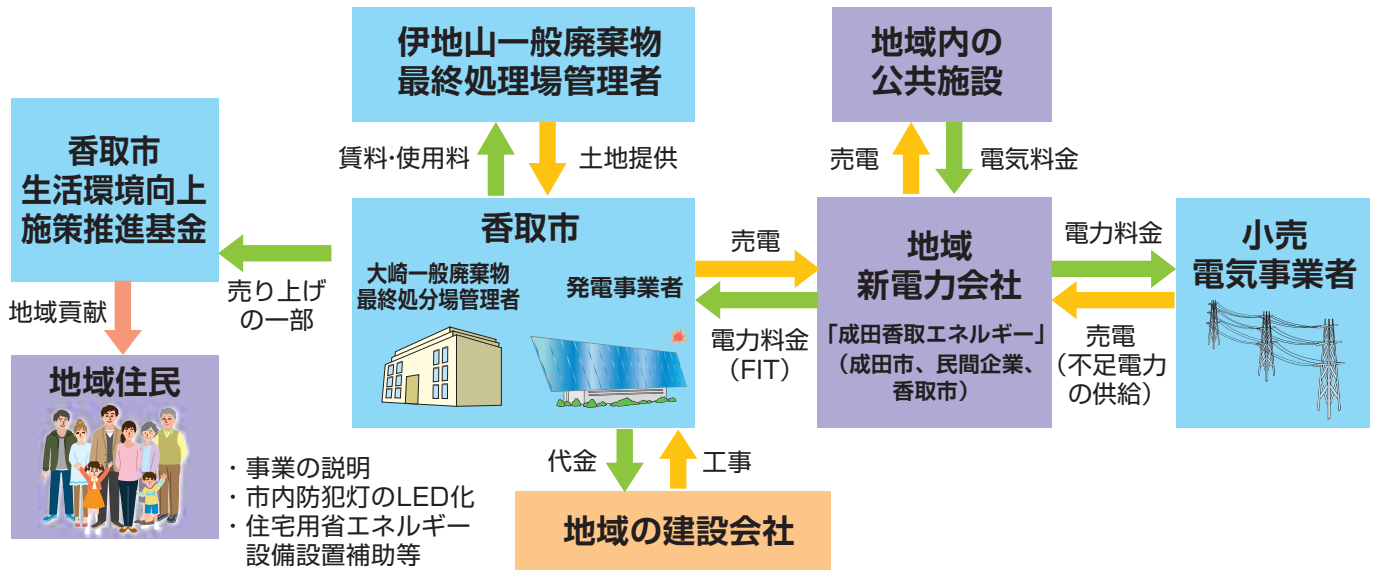 伊地山一般廃棄物
最終処理場管理者
地域内の
公共施設
香取市
生活環境向上
施策推進基金
賃料・使用料
土地提供
売電
電気料金
香取市
大崎一般廃棄物
最終処分場管理者
発電事業者
売り上げ
の一部
売電
電力料金
（FIT）
地域
新電力会社
「成田香取エネルギー」
（成田市、民間企業、
香取市）
電力料金
売電
（不足電力
の供給）
小売
電気事業者
地域貢献
地域住民
・事業の説明
・市内防犯灯のLED化
・住宅用省エネルギー
設備設置補助等
代金
工事
地域の建設会社